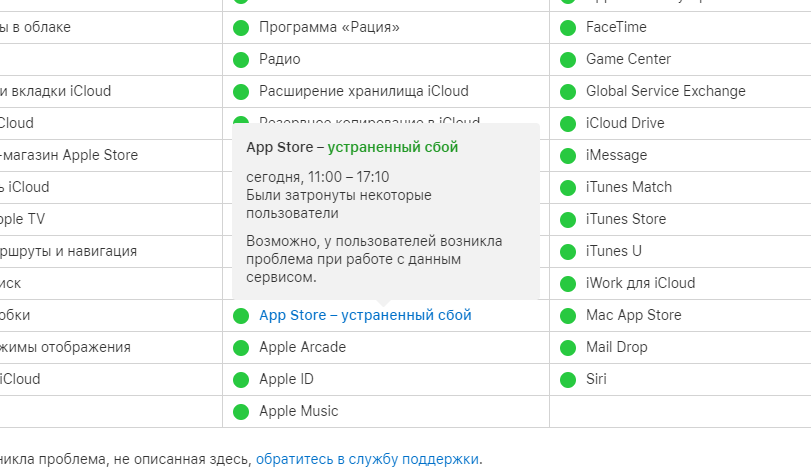 ы в облаке
и вкладки iCloud
Cloud
-магазин Apple Store
ь iCloud
pple TV
ршруты и навигация
иск
обки
жимы отображения
iCloud
Программа «Рация»
Радио
Расширение хранилища iCloud
Резервное копирование в iCloud
App Store – устраненный сбой
сегодня, 11:00 – 17:10
Были затронуты некоторые
пользователи
Возможно, у пользователей возникла
проблема при работе с данным
сервисом.
App Store – устраненный сбой
Apple Arcade
Apple ID
Apple Music
FaceTime
Game Center
Global Service Exchange
iCloud Drive
iMessage
iTunes Match
iTunes Store
iTunes U
iWork для iCloud
Mac App Store
Mail Drop
Siri
никла проблема, не описанная здесь, обратитесь в службу поддержки.